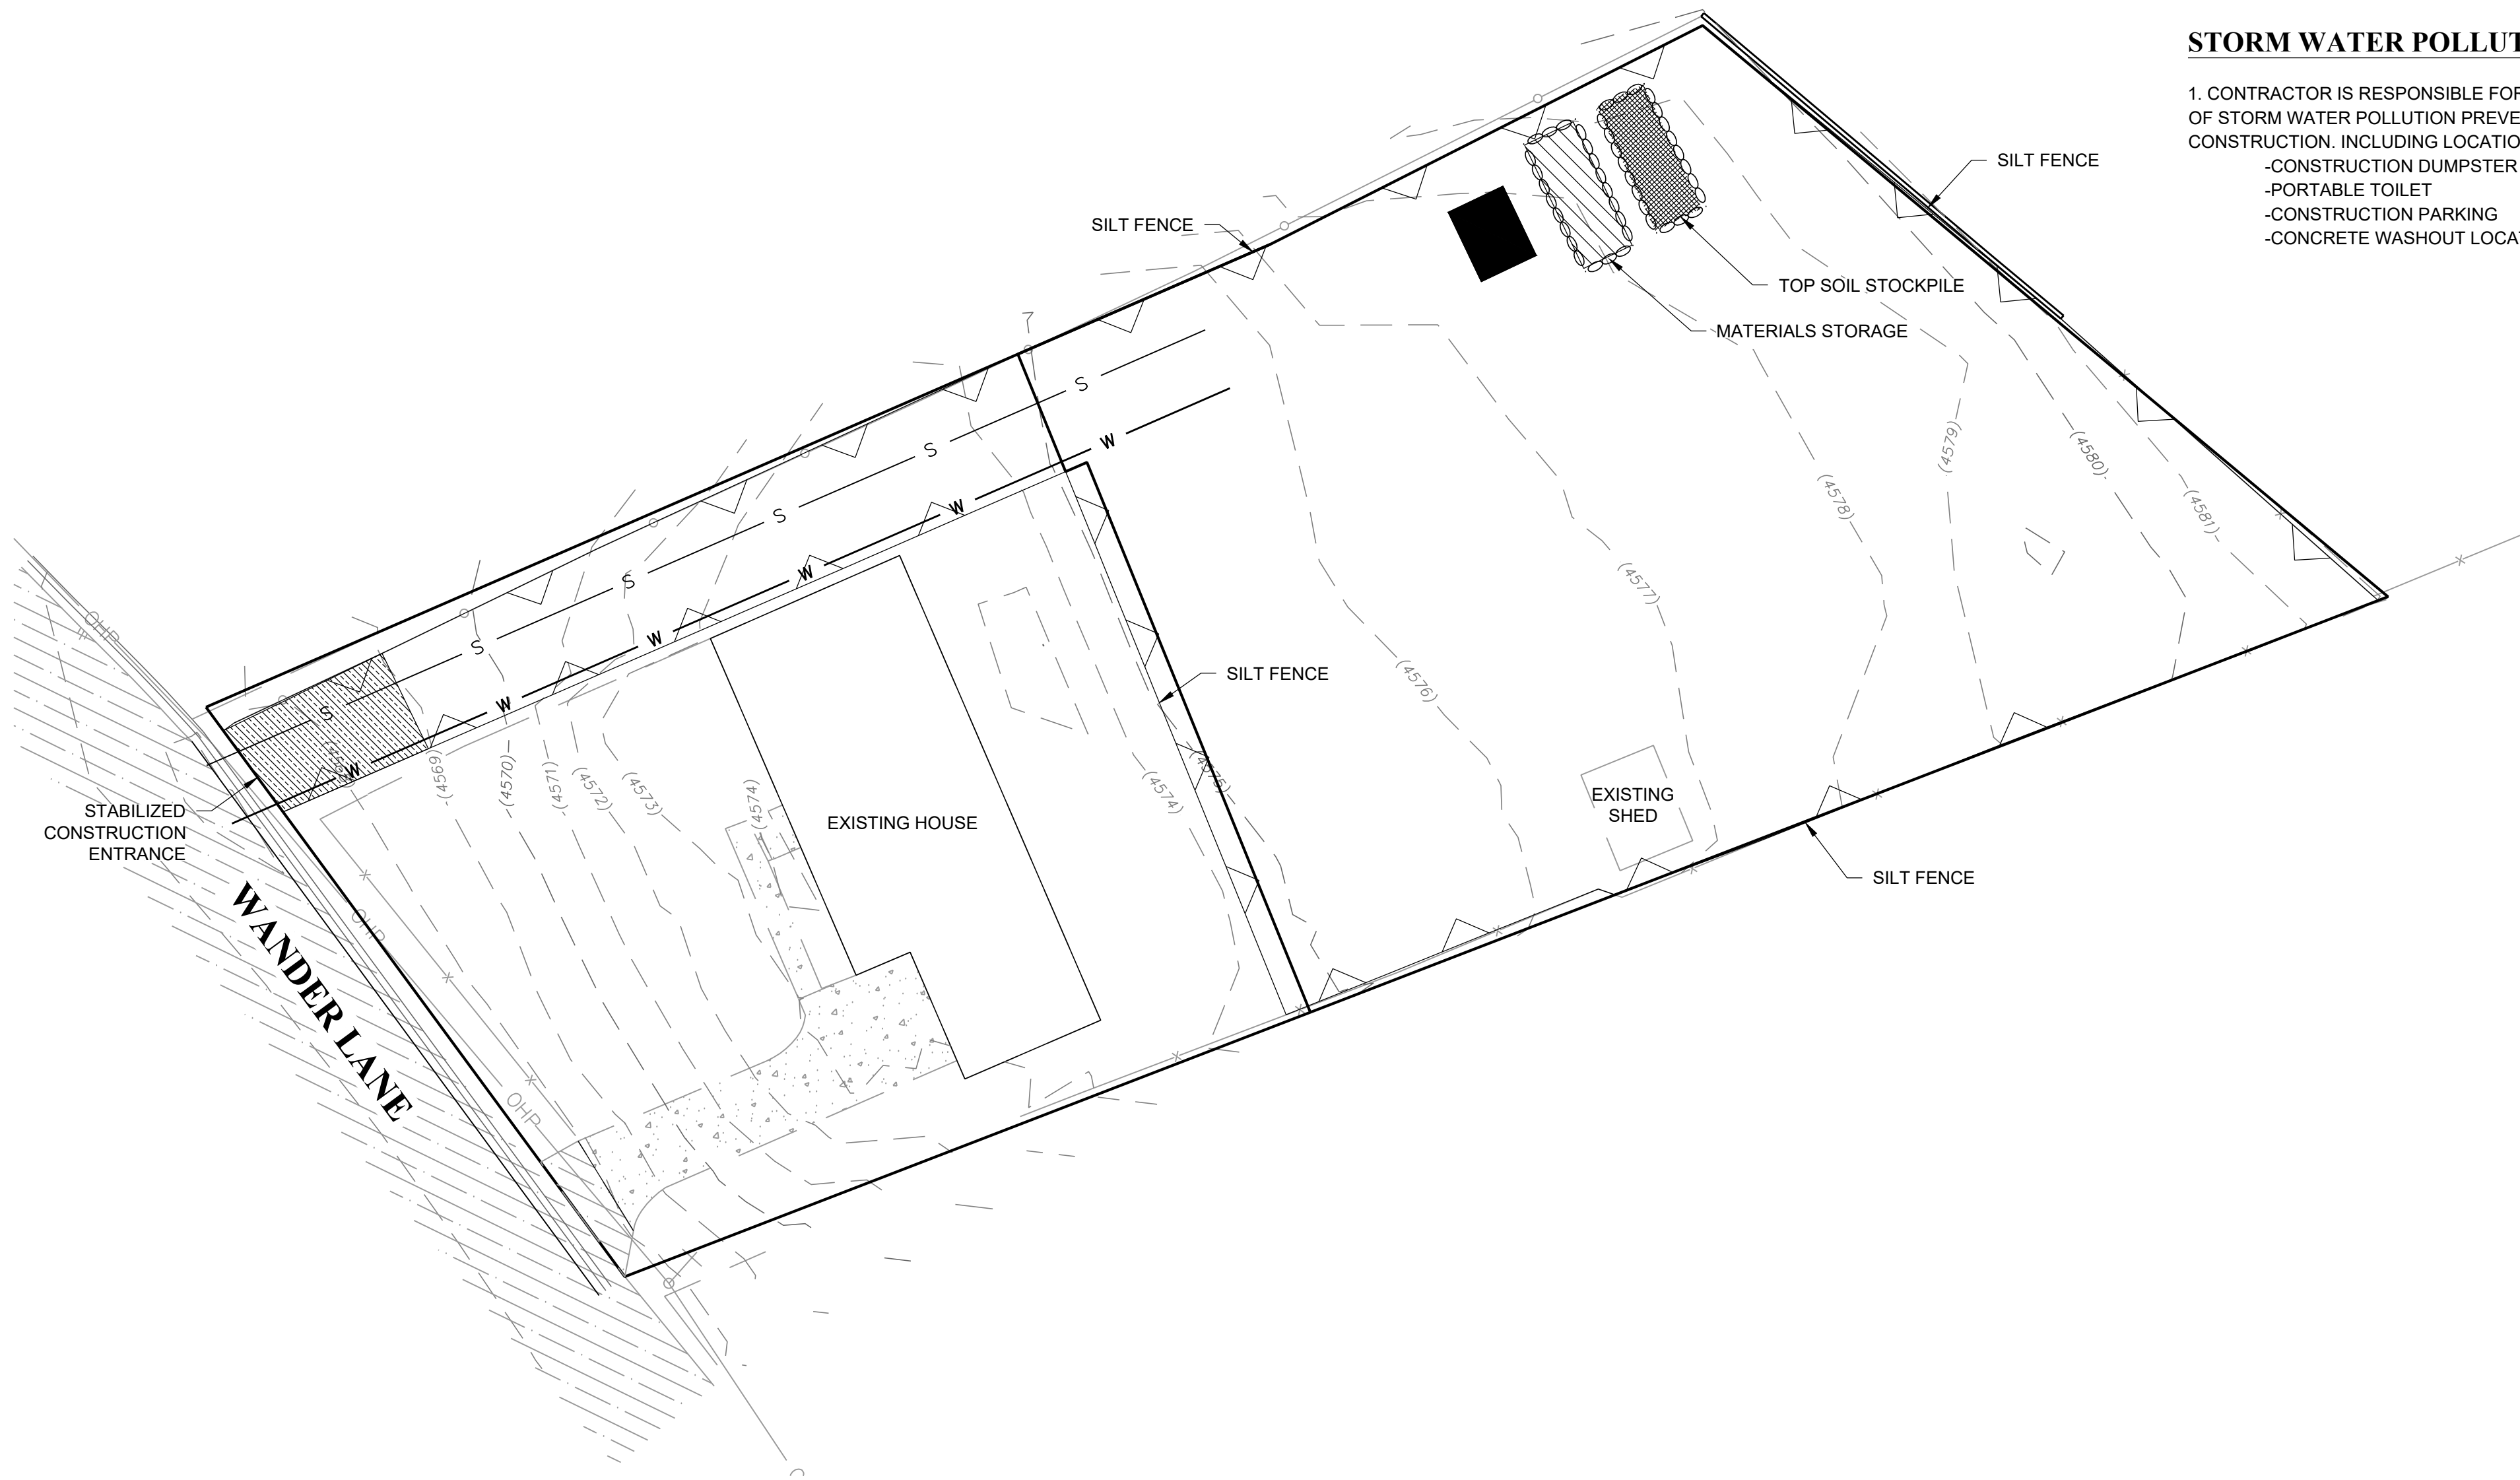 STORM WATER POLLUT
1. CONTRACTOR IS RESPONSIBLE FOR
OF STORM WATER POLLUTION PREVE
CONSTRUCTION. INCLUDING LOCATIO
-CONSTRUCTION DUMPSTER
-PORTABLE TOILET
-CONSTRUCTION PARKING
-CONCRETE WASHOUT LOCAT
SILT FENCE
SILT FENCE
TOP SOIL STOCKPILE
MATERIALS STORAGE
S
S
S
S
S
S
W
W
W
W
W
W
(4579)
(4580)
(4578)
(4581)
(4577)
(4576)
OHP
SILT FENCE
(4569)
(4570)
(4571)
(4572)
(4573)
(4574)
(4574)
(4575)
EXISTING
SHED
STABILIZED
CONSTRUCTION
ENTRANCE
EXISTING HOUSE
SILT FENCE
OHP
WANDER LANE
OHP